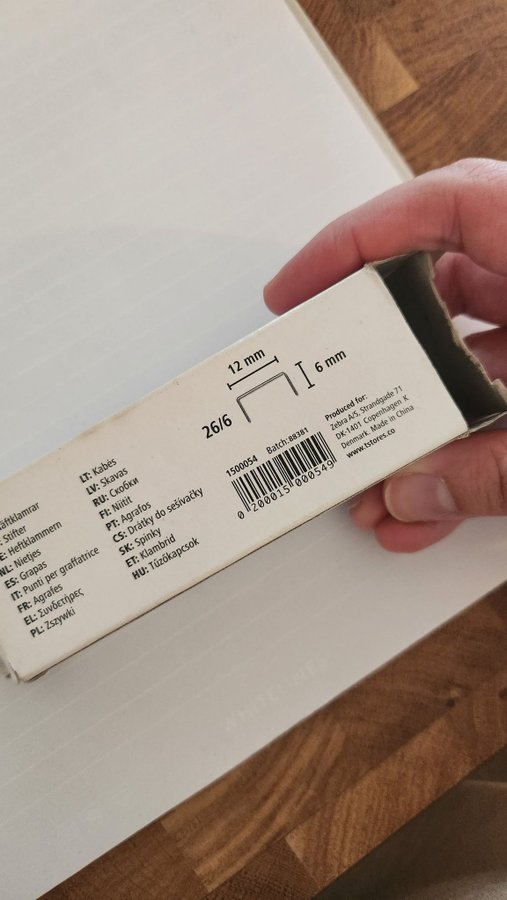 12 mm
6 mm
26/6
Stifter
Heftklammern
NL: Nietjes
ES: Grapas
IT: Punti per graffatrice
FR: Agrafes
EL: Συνδετήρες
PL: Zszywki
LT: Kabės
LV: Skavas
RU: Скобки
FI: Niitit
PT: Agrafos
CS: Drátky do sešívačky
SK: Spinky
ET: Klambrid
HU: Tűzőkapcsok
1500054 Batch: 88381
0 200015 000549
Produced for:
Zebra A/S, Strandgade 71
DK-1401 Copenhagen K
Denmark. Made in China
www.tstores.co